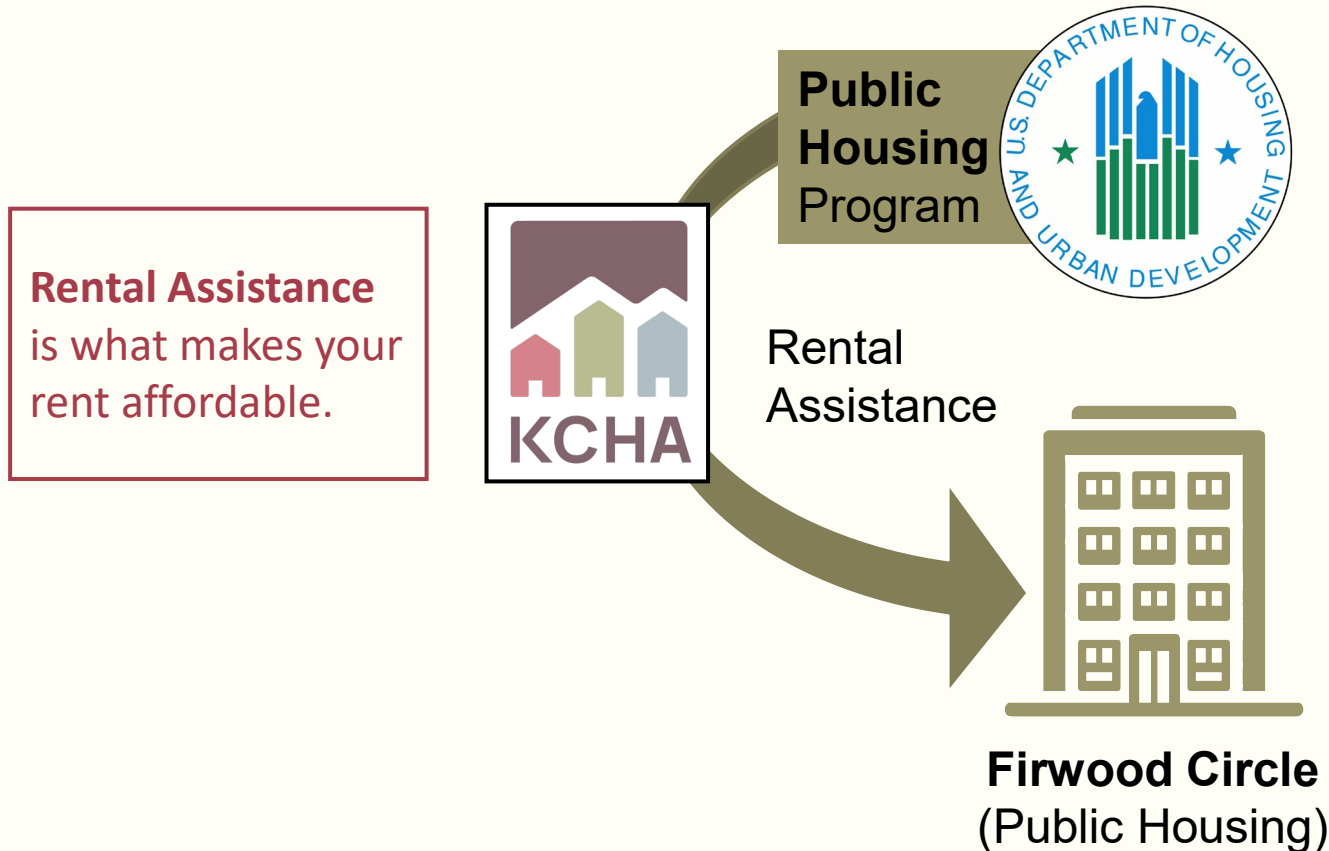 Rental Assistance
is what makes your
rent affordable.
KCHA
Public
Housing
Program
U.S. DEPARTMENT OF HOUSING
AND URBAN DEVELOPMENT
Rental
Assistance
Firwood Circle
(Public Housing)